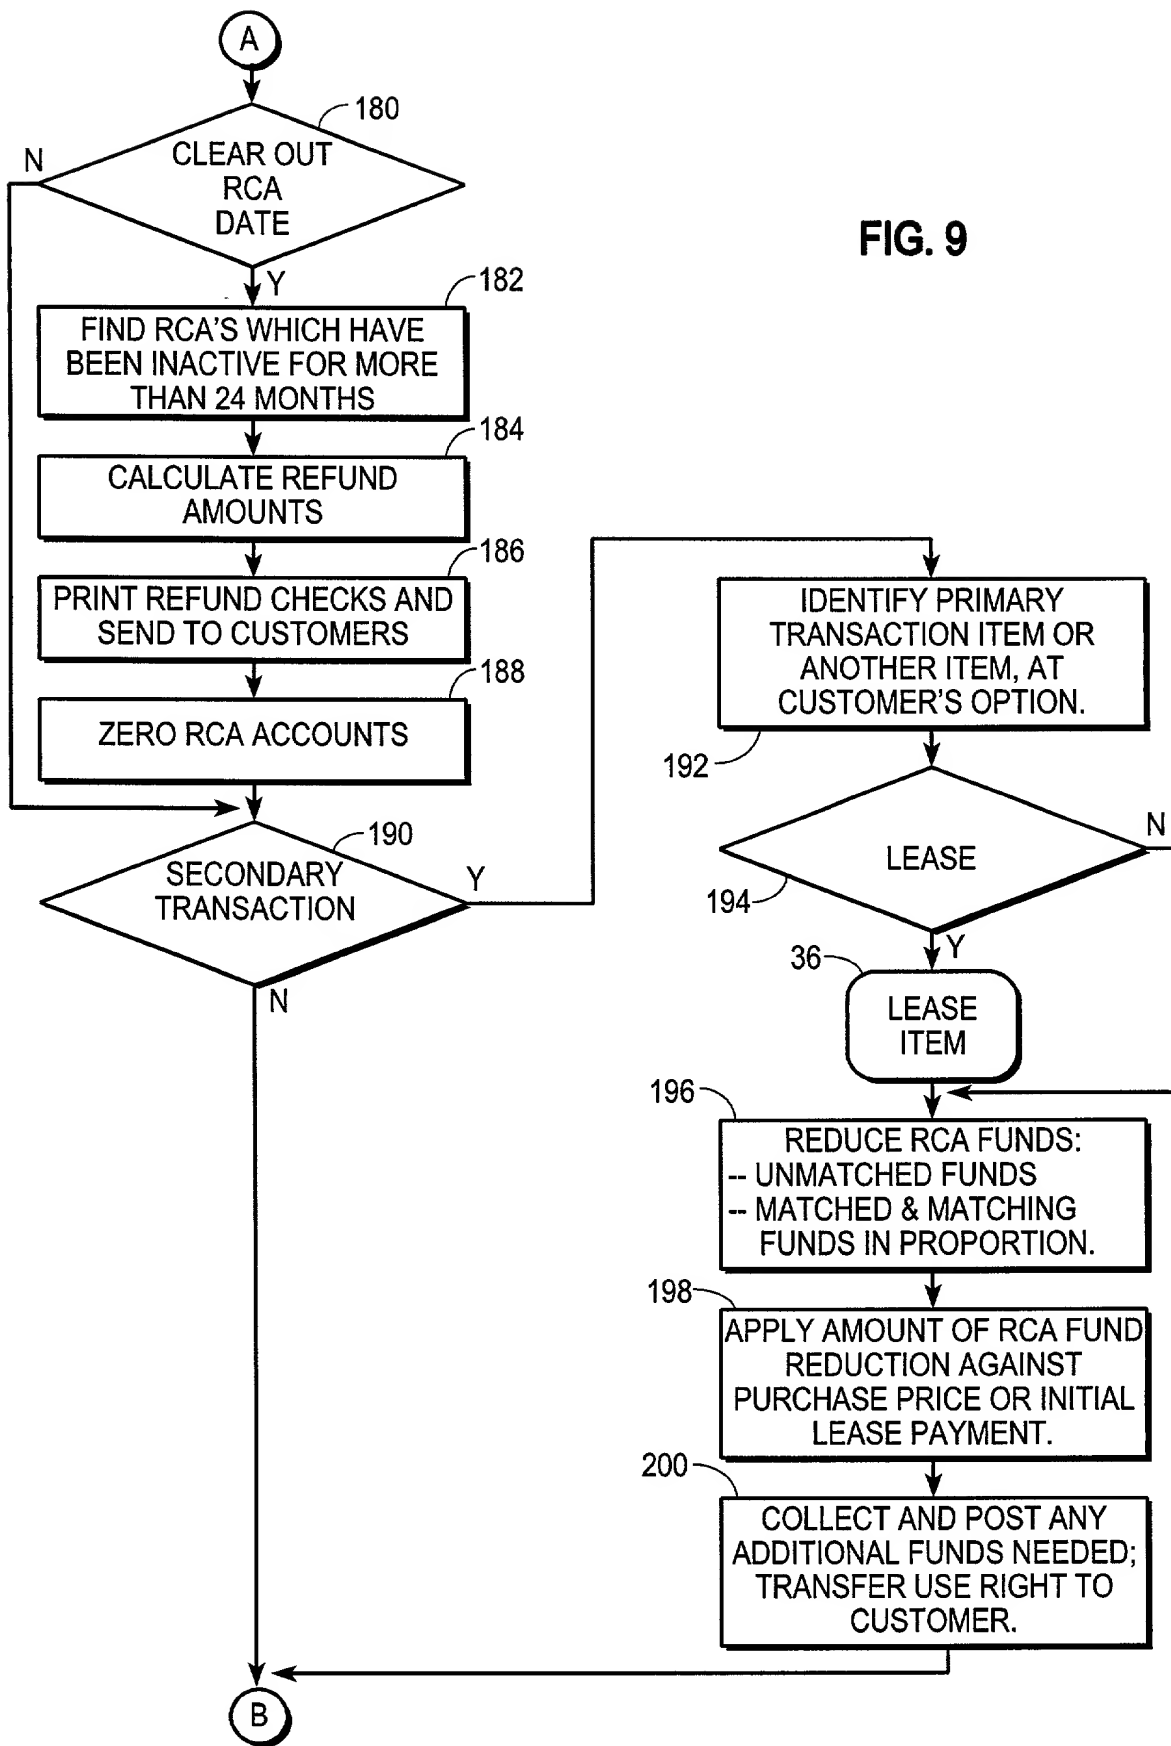 A
180
N
CLEAR OUT
RCA
DATE
FIG. 9
Y
182
FIND RCA'S WHICH HAVE
BEEN INACTIVE FOR MORE
THAN 24 MONTHS
184
CALCULATE REFUND
AMOUNTS
186
PRINT REFUND CHECKS AND
SEND TO CUSTOMERS
188
ZERO RCA ACCOUNTS
190
SECONDARY
TRANSACTION
Y
N
IDENTIFY PRIMARY
TRANSACTION ITEM OR
ANOTHER ITEM, AT
CUSTOMER'S OPTION.
192
N
LEASE
194
Y
36
LEASE
ITEM
196
REDUCE RCA FUNDS:
-- UNMATCHED FUNDS
-- MATCHED & MATCHING
FUNDS IN PROPORTION.
198
APPLY AMOUNT OF RCA FUND
REDUCTION AGAINST
PURCHASE PRICE OR INITIAL
LEASE PAYMENT.
200
COLLECT AND POST ANY
ADDITIONAL FUNDS NEEDED;
TRANSFER USE RIGHT TO
CUSTOMER.
B